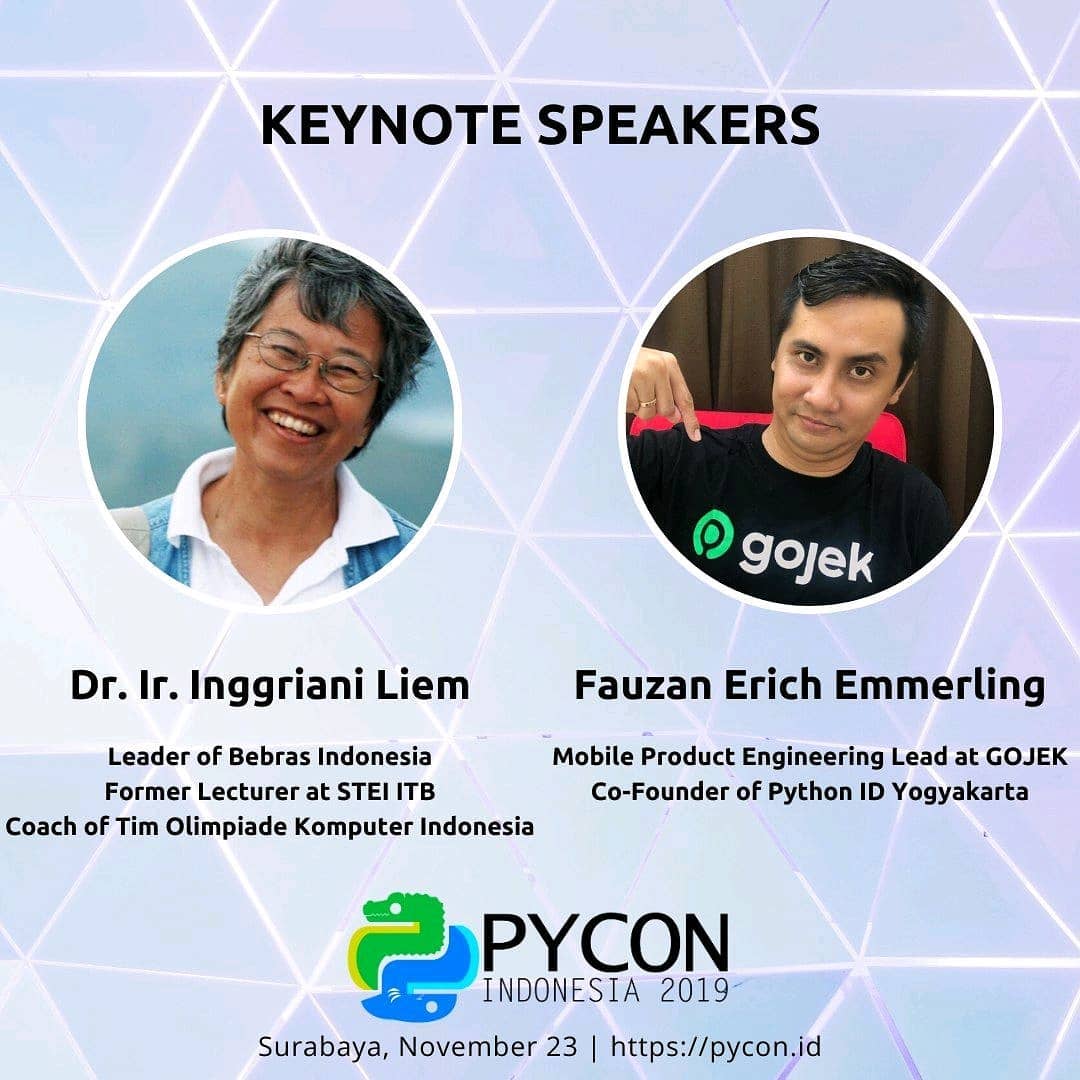 KEYNOTE SPEAKERS
gojek
Dr. Ir. Inggriani Liem
Leader of Bebras Indonesia
Former Lecturer at STEI ITB
Coach of Tim Olimpiade Komputer Indonesia
Fauzan Erich Emmerling
Mobile Product Engineering Lead at GOJEK
Co-Founder of Python ID Yogyakarta
PYCON
INDONESIA 2019
Surabaya, November 23 | https://pycon.id